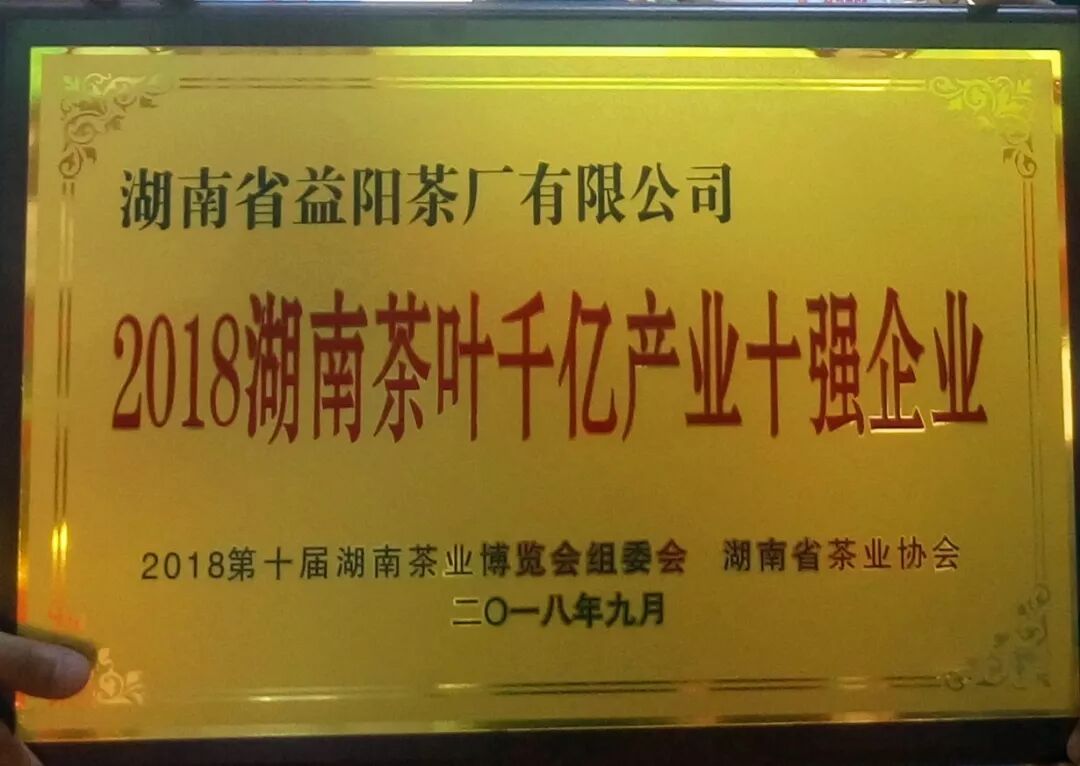 湖南省益阳茶厂有限公司
2018湖南茶叶千亿产业十强企业
2018第十届湖南茶业博览会组委会 湖南省茶业协会
二〇一八年九月